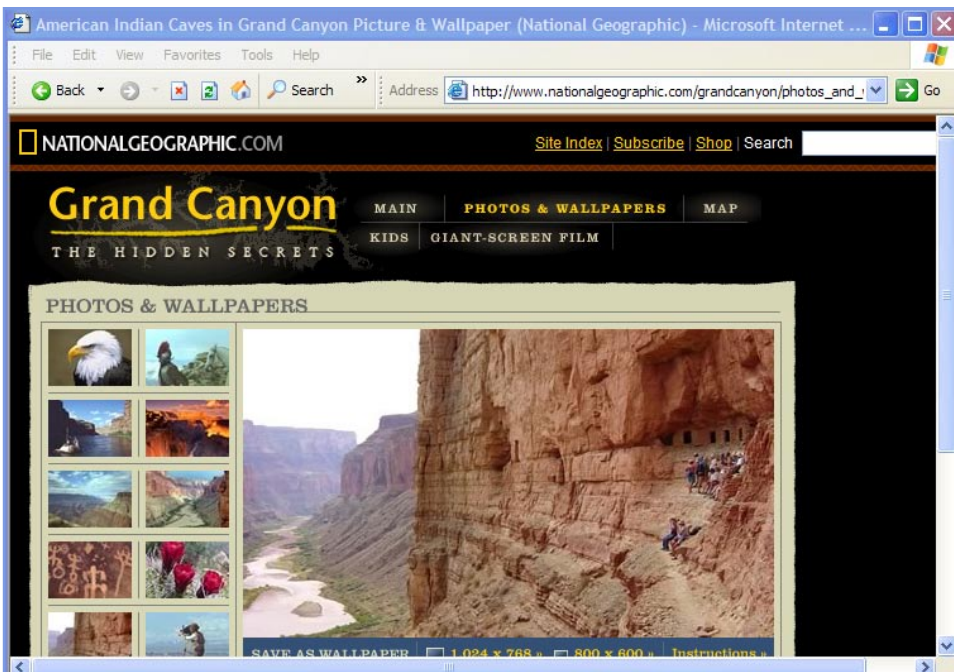 American Indian Caves in Grand Canyon Picture & Wallpaper (National Geographic) - Microsoft Internet ...
File Edit View Favorites Tools Help
Back Search » Address http://www.nationalgeographic.com/grandcanyon/photos_and_ Go
NATIONALGEOGRAPHIC.COM Site Index | Subscribe | Shop | Search
Grand Canyon
THE HIDDEN SECRETS
MAIN PHOTOS & WALLPAPERS MAP
KIDS GIANT-SCREEN FILM
PHOTOS & WALLPAPERS
SAVE AS WALLPAPER 1,024 x 768 » 800 x 600 » Instructions »